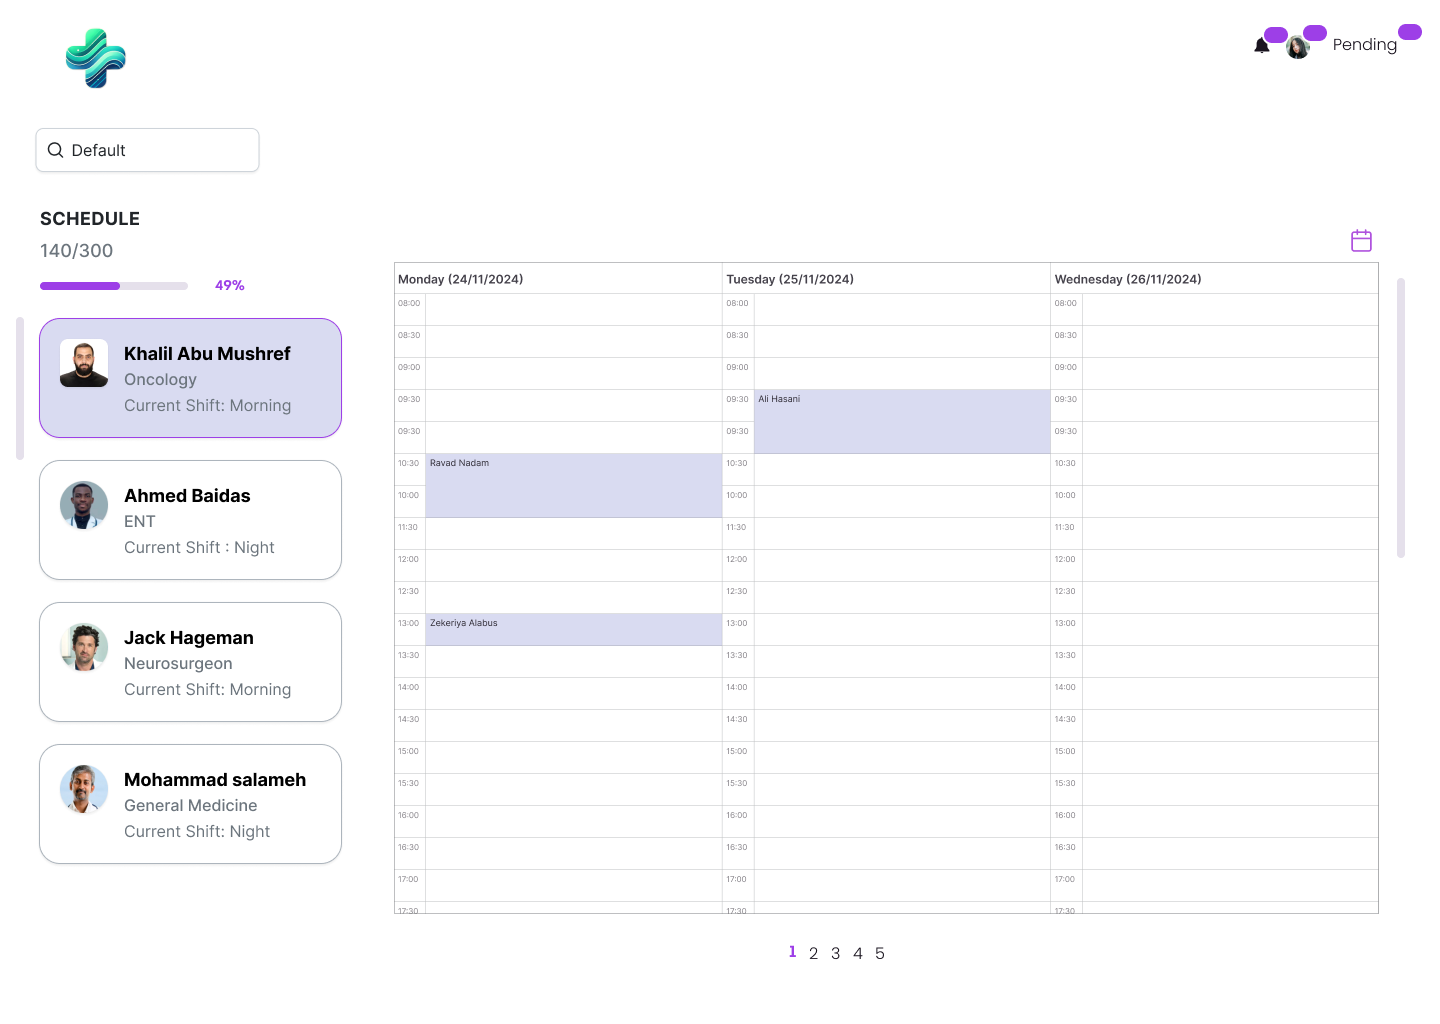 Pending
Default
SCHEDULE
140/300
49%
Khalil Abu Mushref
Oncology
Current Shift: Morning
Ahmed Baidas
ENT
Current Shift : Night
Jack Hageman
Neurosurgeon
Current Shift: Morning
Mohammad salameh
General Medicine
Current Shift: Night
Monday (24/11/2024) Tuesday (25/11/2024) Wednesday (26/11/2024)
08:00 08:00 08:00
08:30 08:30 08:30
09:00 09:00 09:00
09:30 09:30 Ali Hasani 09:30
09:30 09:30 09:30
10:30 Ravad Nadam 10:30 10:30
10:00 10:00 10:00
11:30 11:30 11:30
12:00 12:00 12:00
12:30 12:30 12:30
13:00 Zekeriya Alabus 13:00 13:00
13:30 13:30 13:30
14:00 14:00 14:00
14:30 14:30 14:30
15:00 15:00 15:00
15:30 15:30 15:30
16:00 16:00 16:00
16:30 16:30 16:30
17:00 17:00 17:00
17:30 17:30 17:30
1 2 3 4 5